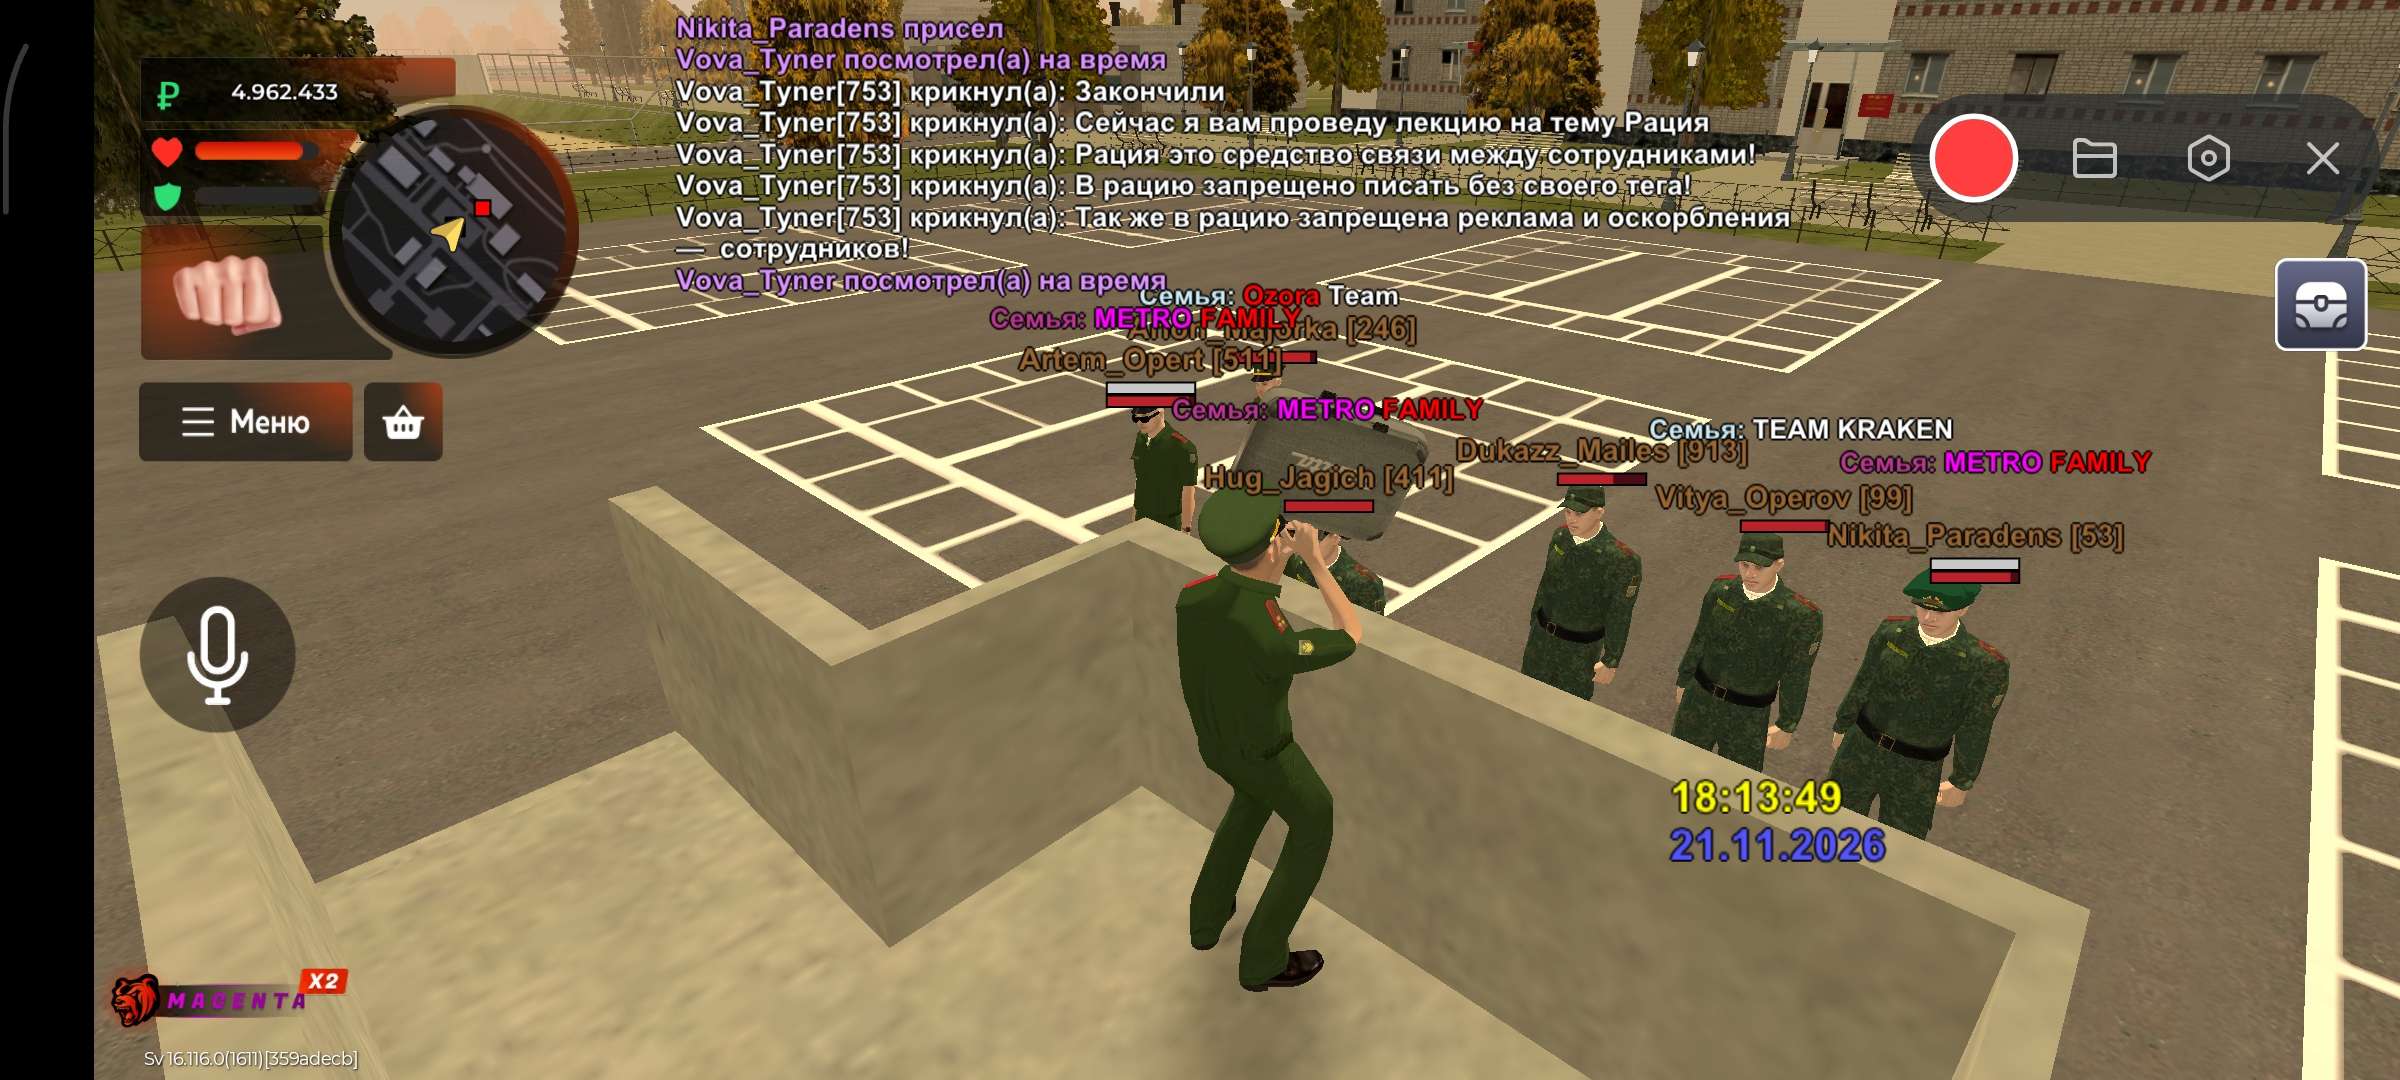 Nikita_Paradens присел
Vova_Tyner посмотрел(а) на время
Vova_Tyner[753] крикнул(а): Закончили
Vova_Tyner[753] крикнул(а): Сейчас я вам проведу лекцию на тему Рация
Vova_Tyner[753] крикнул(а): Рация это средство связи между сотрудниками!
Vova_Tyner[753] крикнул(а): В рацию запрещено писать без своего тега!
Vova_Tyner[753] крикнул(а): Так же в рацию запрещена реклама и оскорбления
— сотрудников!
Vova_Tyner посмотрел(а) на время
4.962.433
Меню
Семья: Ozora Team
Семья: METRO FAMILY
[246]
Artem_Opert [511]
Семья: METRO FAMILY
Hug_Jagich [411]
Dukazz_Mailes [913]
Семья: TEAM KRAKEN
Vitya_Operov [99]
Семья: METRO FAMILY
Nikita_Paradens [53]
18:13:49
21.11.2026
MAGENTA
X2
Sv 16.116.0(1611)[359adecb]